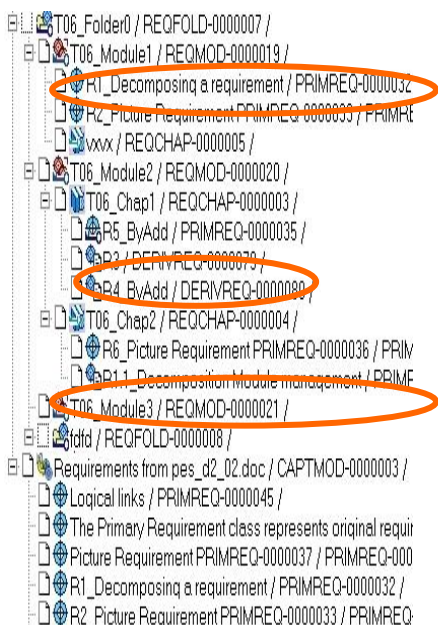 T06_Folder0 / REQFOLD-0000007 /
T06_Module1 / REQMOD-0000019 /
R1_Decomposing a requirement / PRIMREQ-0000032
R2_Picture Requirement PRIMREQ-0000033 / PRIMRE
vxvx / REQCHAP-0000005 /
T06_Module2 / REQMOD-0000020 /
T06_Chap1 / REQCHAP-0000003 /
R5_ByAdd / PRIMREQ-0000035
R3 / DERIVREQ-0000079 /
R4_ByAdd / DERIVREQ-0000080 /
T06_Chap2 / REQCHAP-0000004 /
R6_Picture Requirement PRIMREQ-0000036 / PRIM
R1.1_Decomposition Module management / PRIME
T06_Module3 / REQMOD-0000021 /
fdfd / REQFOLD-0000008 /
Requirements from pes_d2_02.doc / CAPTMOD-0000003 /
Logical links / PRIMREQ-0000045 /
The Primary Requirement class represents original requir
Picture Requirement PRIMREQ-0000037 / PRIMREQ-000
R1_Decomposing a requirement / PRIMREQ-0000032 /
R2_Picture Requirement PRIMREQ-0000033 / PRIMREQ-